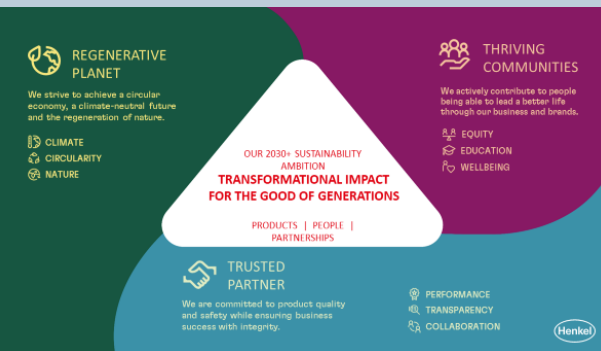 REGENERATIVE
PLANET
We strive to achieve a circular
economy, a climate-neutral future
and the regeneration of nature.
CLIMATE
CIRCULARITY
NATURE
THRIVING
COMMUNITIES
We actively contribute to people
being able to lead a better life
through our business and brands.
EQUITY
EDUCATION
WELLBEING
OUR 2030+ SUSTAINABILITY
AMBITION
TRANSFORMATIONAL IMPACT
FOR THE GOOD OF GENERATIONS
PRODUCTS | PEOPLE |
PARTNERSHIPS
TRUSTED
PARTNER
We are committed to product quality
and safety while ensuring business
success with integrity.
PERFORMANCE
TRANSPARENCY
COLLABORATION
Henkel